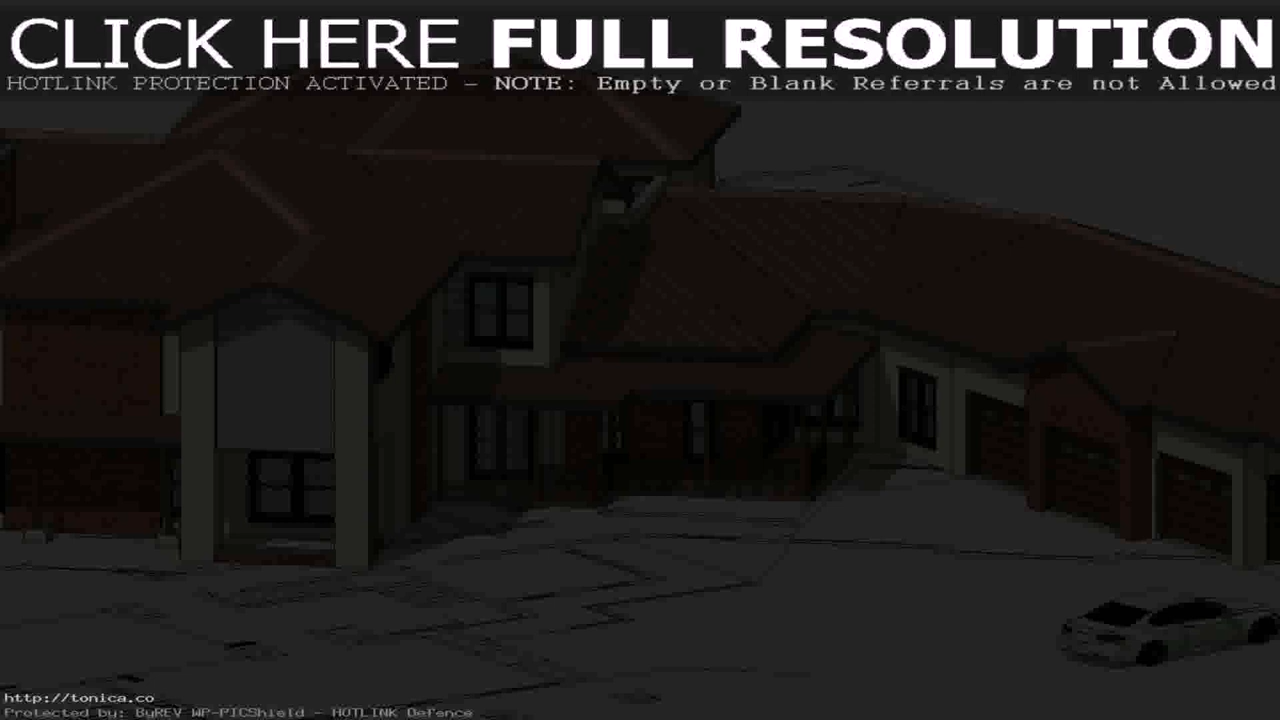 CLICK HERE FULL RESOLUTION
HOTLINK PROTECTION ACTIVATED - NOTE: Empty or Blank Referrals are not Allowed
http://tonica.co
Protected by: ByREV WP-PICShield - HOTLINK Defence